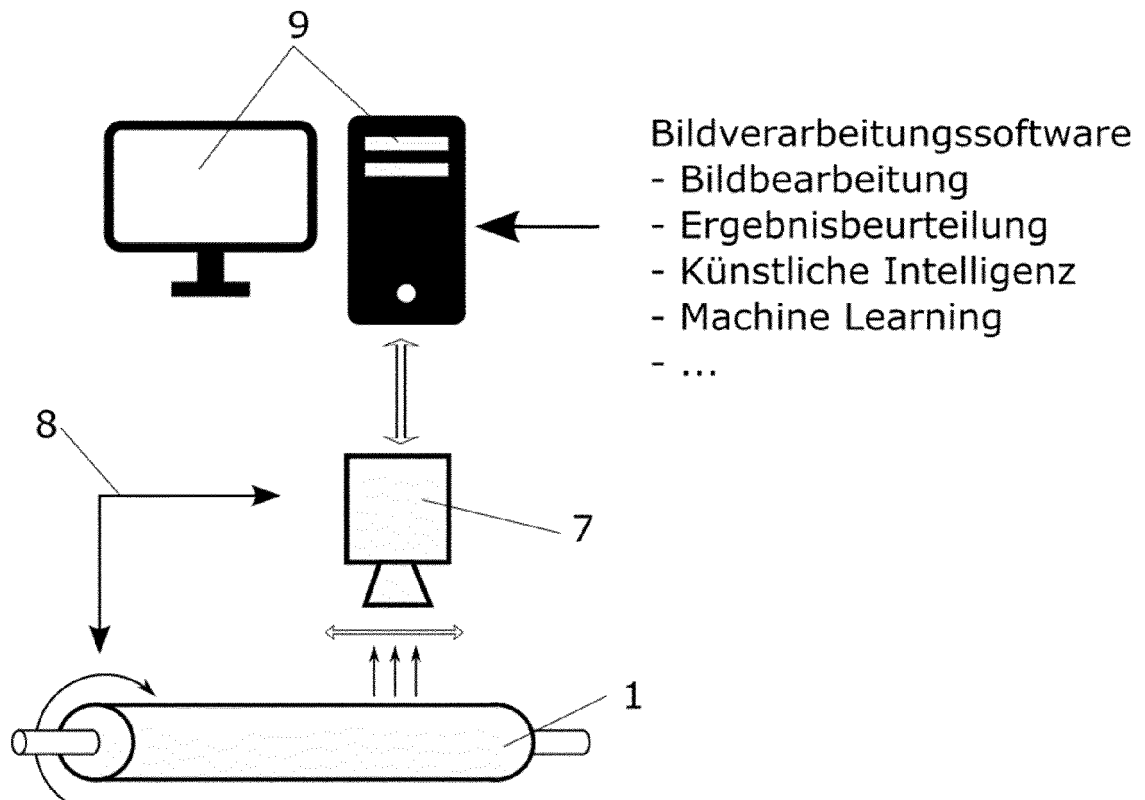 9
Bildverarbeitungssoftware
- Bildbearbeitung
- Ergebnisbeurteilung
- Künstliche Intelligenz
- Machine Learning
- ...
8
7
1